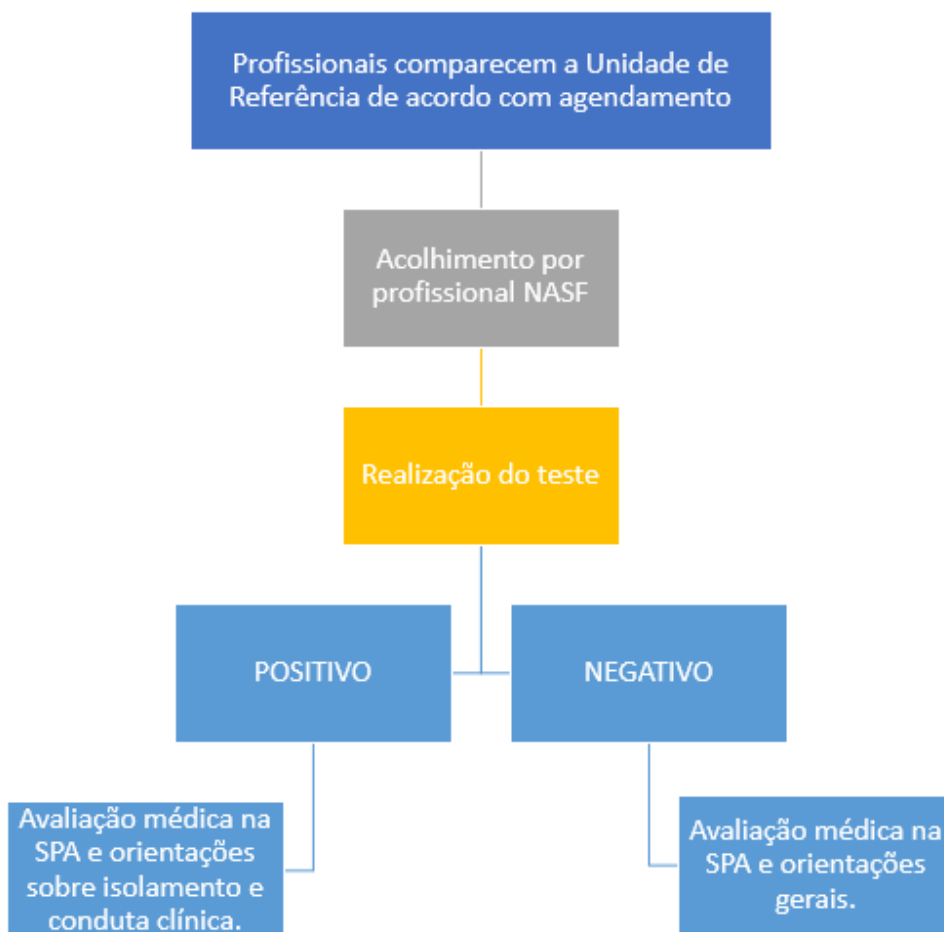 Profissionais comparecem a Unidade de
Referência de acordo com agendamento
Acolhimento por
profissional NASF
Realização do teste
POSITIVO
NEGATIVO
Avaliação médica na
SPA e orientações
sobre isolamento e
conduta clínica.
Avaliação médica na
SPA e orientações
gerais.